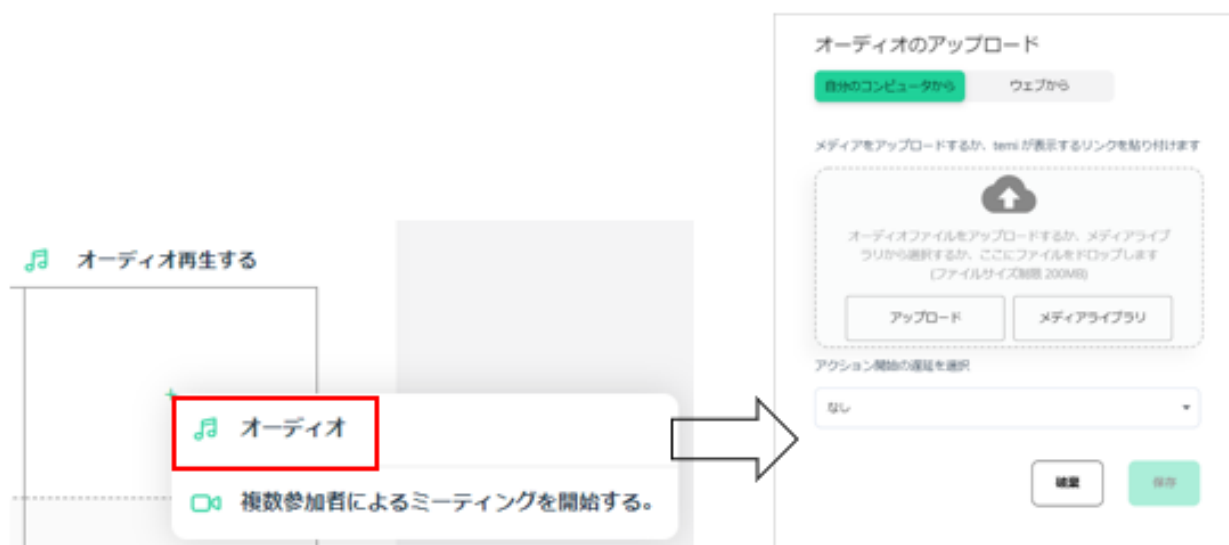 オーディオ再生する
オーディオ
複数参加者によるミーティングを開始する。
オーディオのアップロード
自分のコンピュータから
ウェブから
メディアをアップロードするか、temi が表示するリンクを貼り付けます
オーディオファイルをアップロードするか、メディアライブ
ラリから選択するか、ここにファイルをドロップします
(ファイルサイズ制限 200MB)
アップロード
メディアライブラリ
アクション開始の遅延を選択
なし
破棄
保存